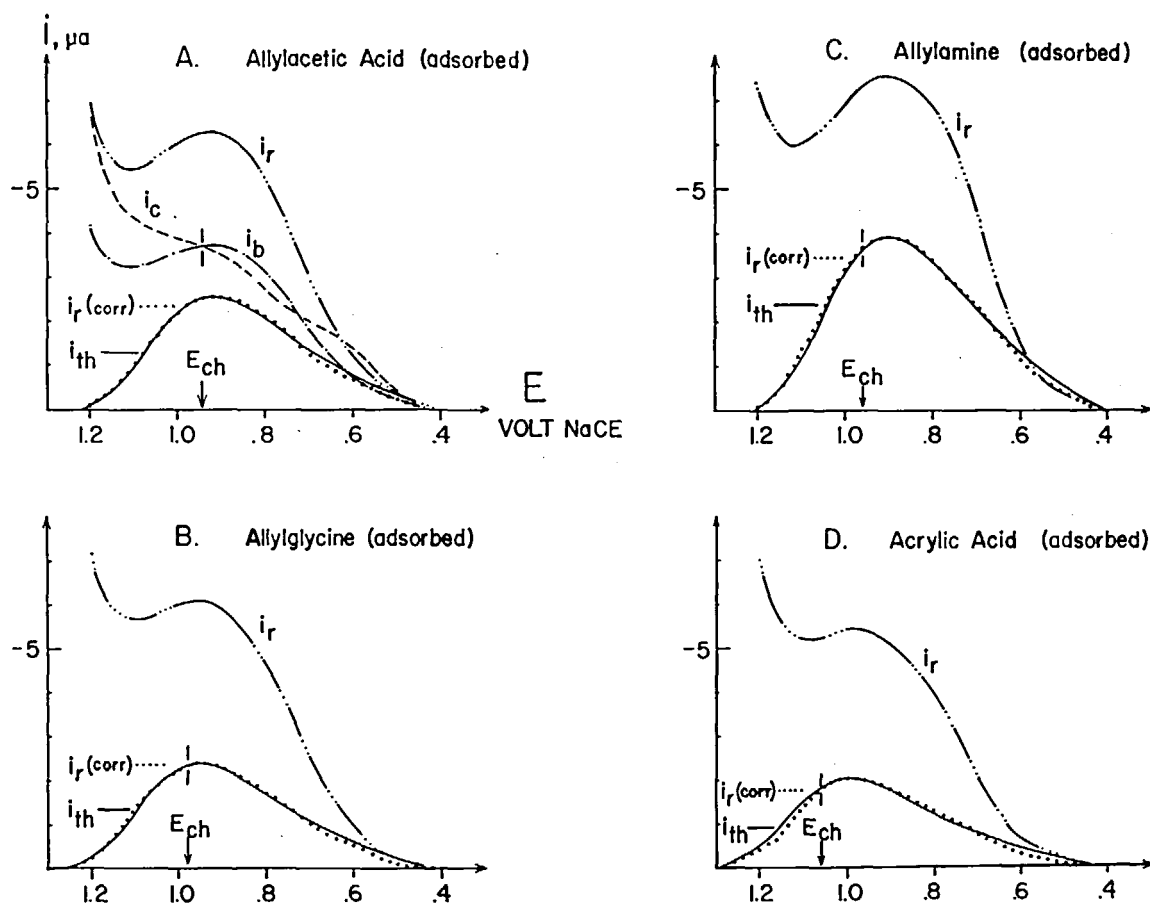 i, µa
A. Allylacetic Acid (adsorbed)
-5
i_r
i_c
i_b
i_r (corr) ······
i_th
E_ch
1.2 1.0 .8 .6 .4
E
VOLT NaCE
B. Allylglycine (adsorbed)
-5
i_r
i_r (corr) ······
i_th
E_ch
1.2 1.0 .8 .6 .4
C. Allylamine (adsorbed)
-5
i_r
i_r (corr) ······
i_th
E_ch
1.2 1.0 .8 .6 .4
D. Acrylic Acid (adsorbed)
-5
i_r
i_r (corr) ·····
i_th
E_ch
1.2 1.0 .8 .6 .4